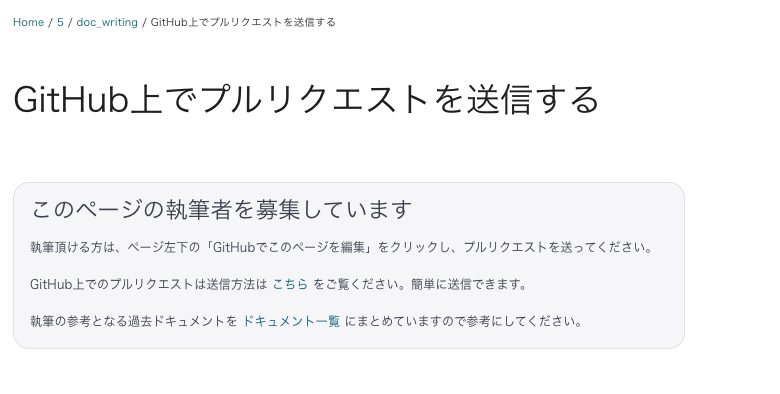 Home / 5 / doc_writing / GitHub上でプルリクエストを送信する
GitHub上でプルリクエストを送信する
このページの執筆者を募集しています
執筆頂ける方は、ページ左下の「GitHubでこのページを編集」をクリックし、プルリクエストを送ってください。
GitHub上でのプルリクエストは送信方法は こちら をご覧ください。簡単に送信できます。
執筆の参考となる過去ドキュメントを ドキュメント一覧 にまとめていますので参考にしてください。